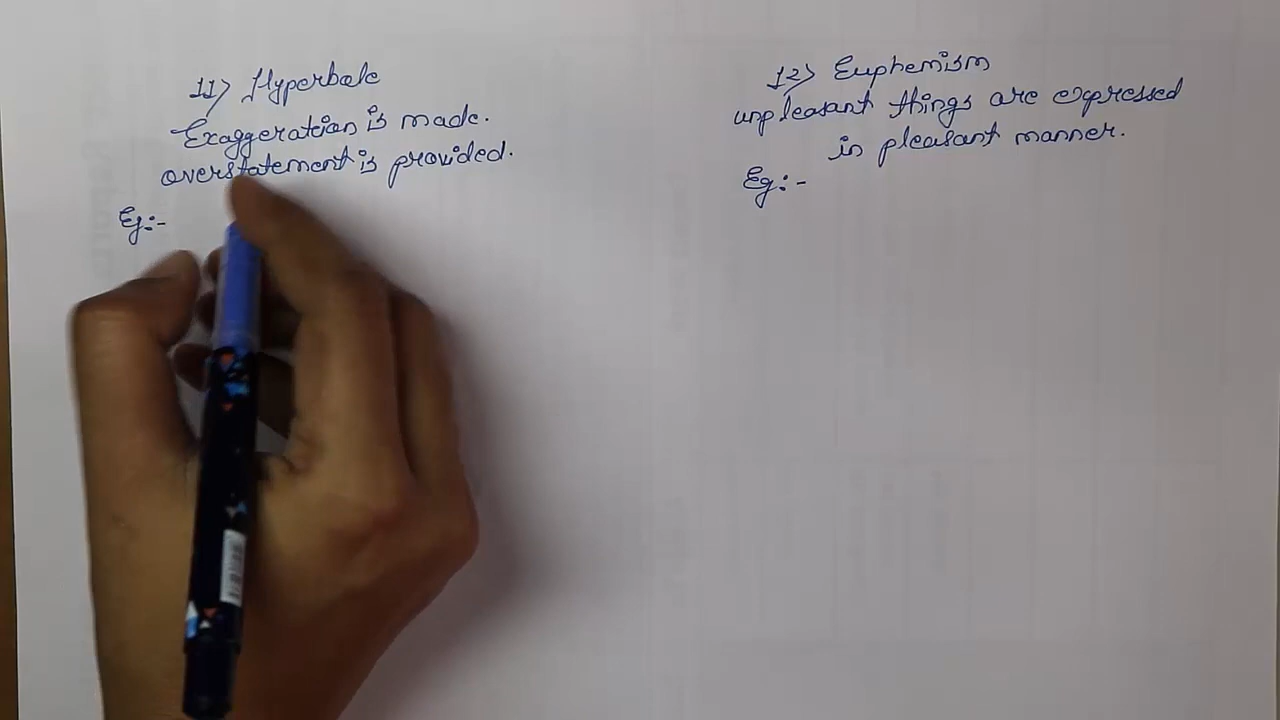 11> Hyperbole
Exaggeration is made.
overstatement is provided.
Eg:-
12> Euphemism
unpleasant things are expressed
in pleasant manner.
Eg:-